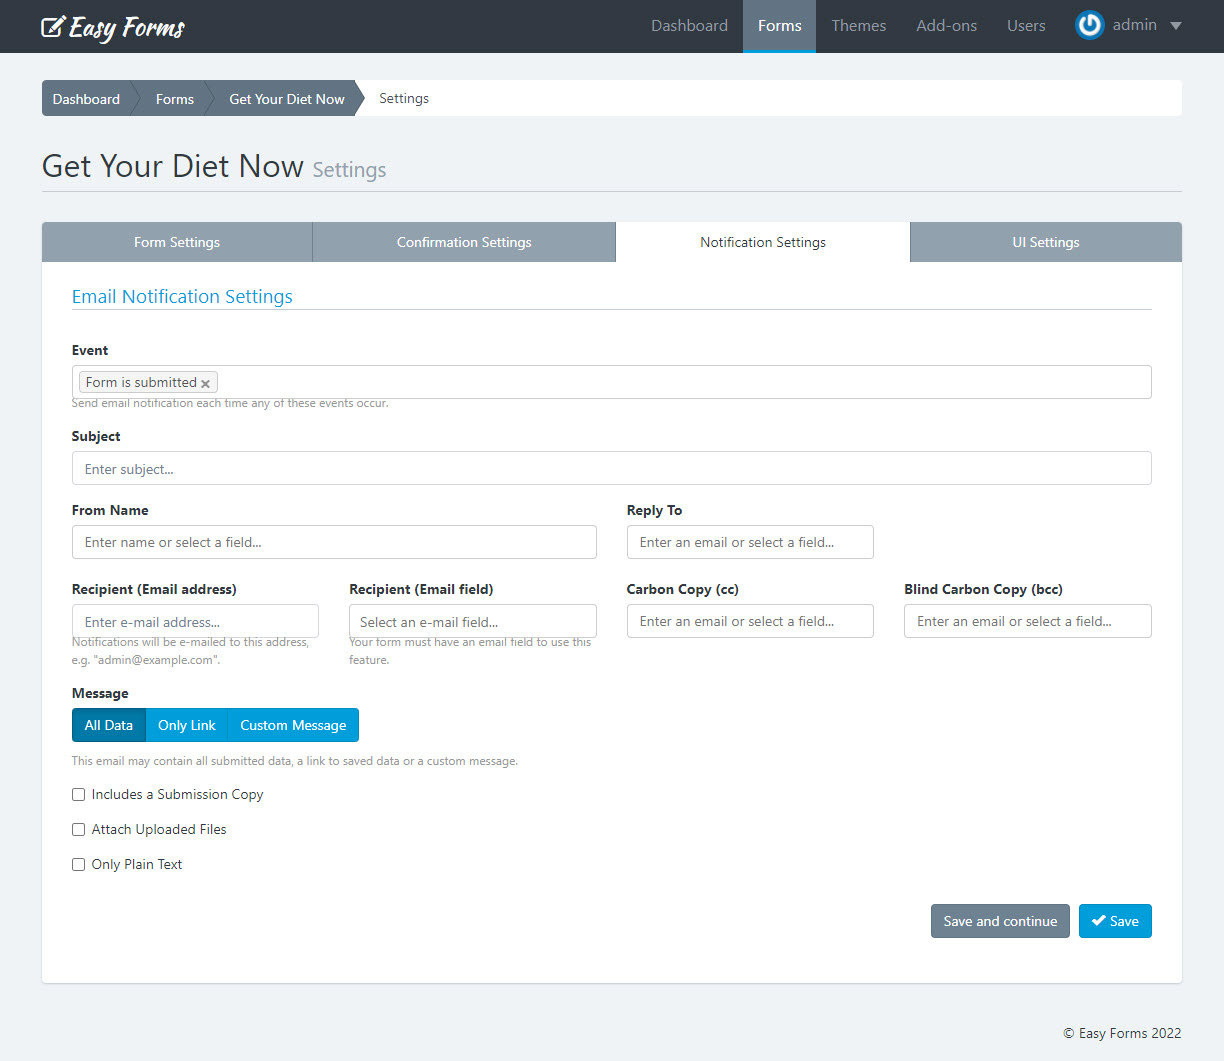 Easy Forms
Dashboard Forms Themes Add-ons Users admin
Dashboard Forms Get Your Diet Now Settings
Get Your Diet Now Settings
Form Settings Confirmation Settings Notification Settings UI Settings
Email Notification Settings
Event
Form is submitted ×
Send email notification each time any of these events occur.
Subject
Enter subject...
From Name Reply To
Enter name or select a field... Enter an email or select a field...
Recipient (Email address) Recipient (Email field) Carbon Copy (cc) Blind Carbon Copy (bcc)
Enter e-mail address... Select an e-mail field... Enter an email or select a field... Enter an email or select a field...
Notifications will be e-mailed to this address, Your form must have an email field to use this
e.g. "admin@example.com". feature.
Message
All Data Only Link Custom Message
This email may contain all submitted data, a link to saved data or a custom message.
Includes a Submission Copy
Attach Uploaded Files
Only Plain Text
Save and continue Save
© Easy Forms 2022